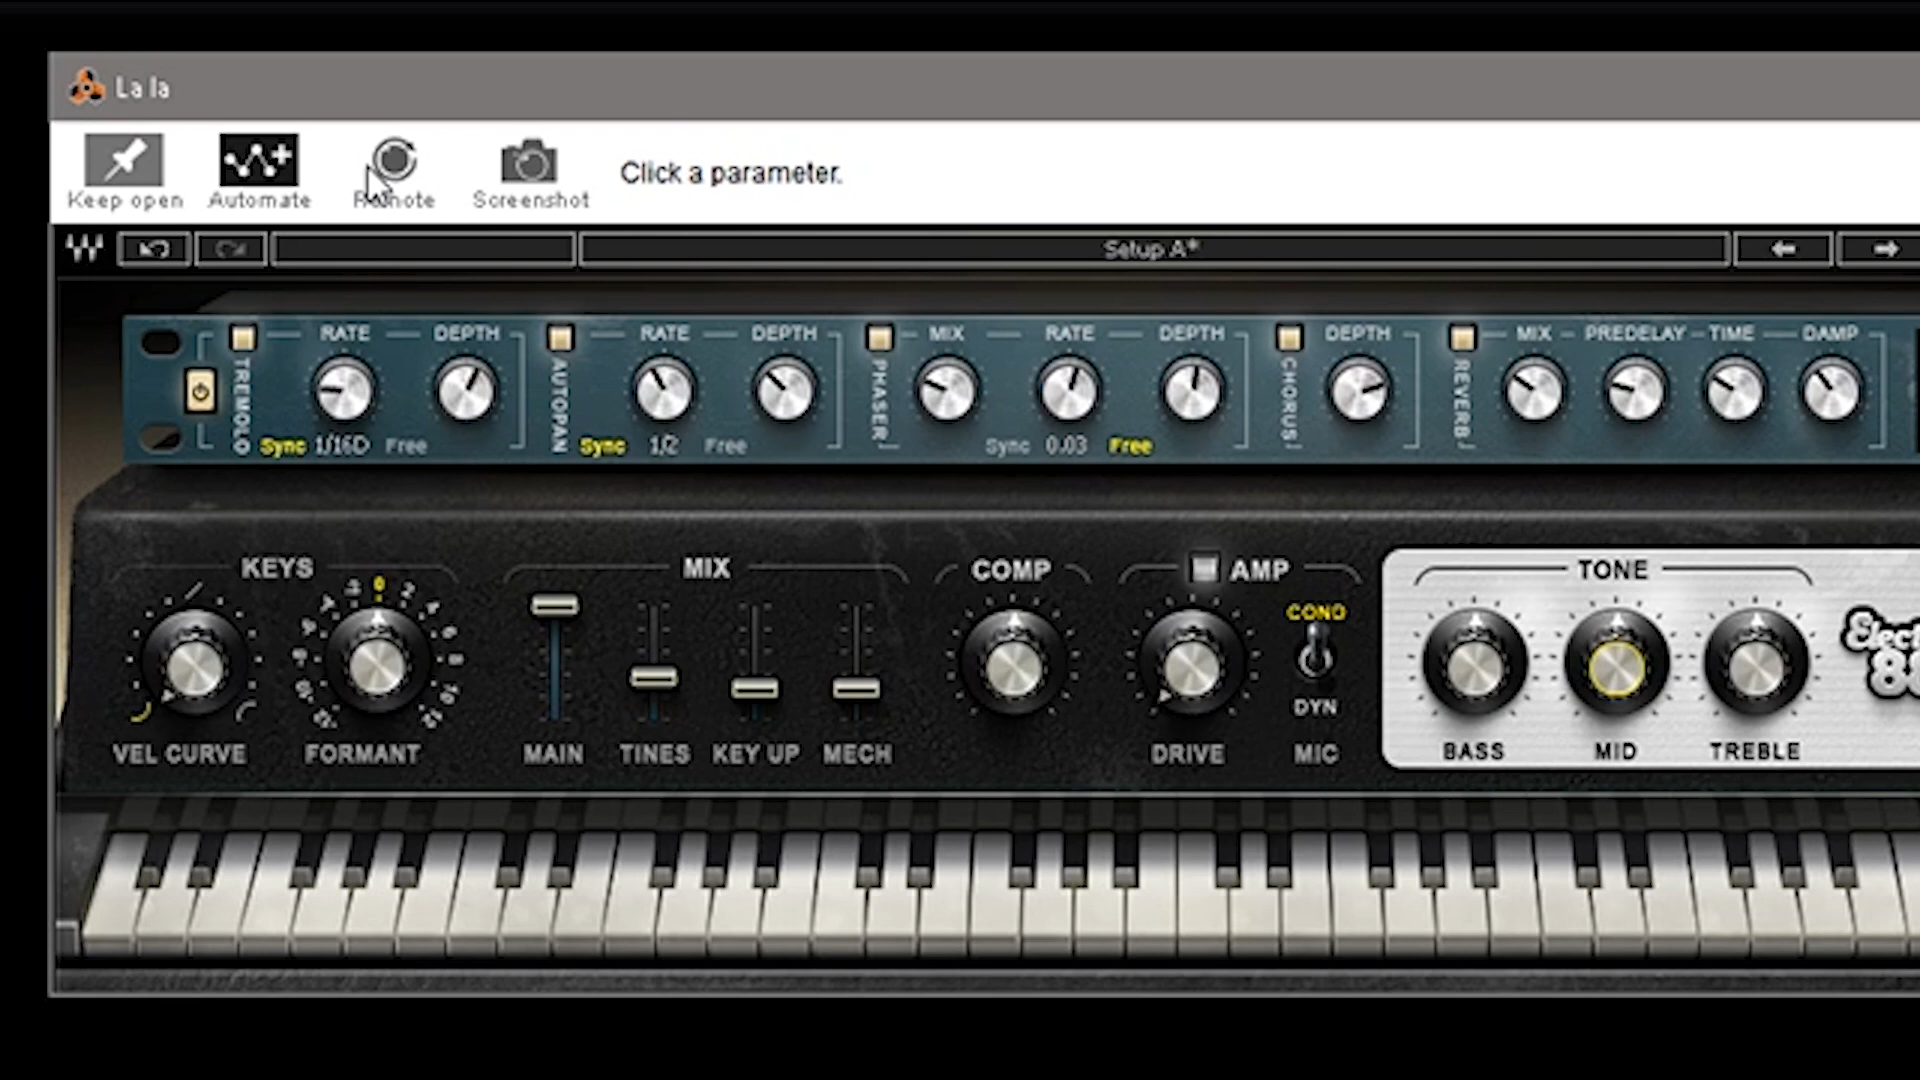 La la
Keep open Automate Remote Screenshot Click a parameter.
Setup A*
RATE DEPTH RATE DEPTH MIX RATE DEPTH DEPTH MIX PREDELAY TIME DAMP
TREMOLO AUTOPAN PHASER CHORUS REVERB
Sync 1/16D Free Sync 1/2 Free Sync 0.03 Free
KEYS MIX COMP AMP TONE
COND
DYN
VEL CURVE FORMANT MAIN TINES KEY UP MECH DRIVE MIC BASS MID TREBLE